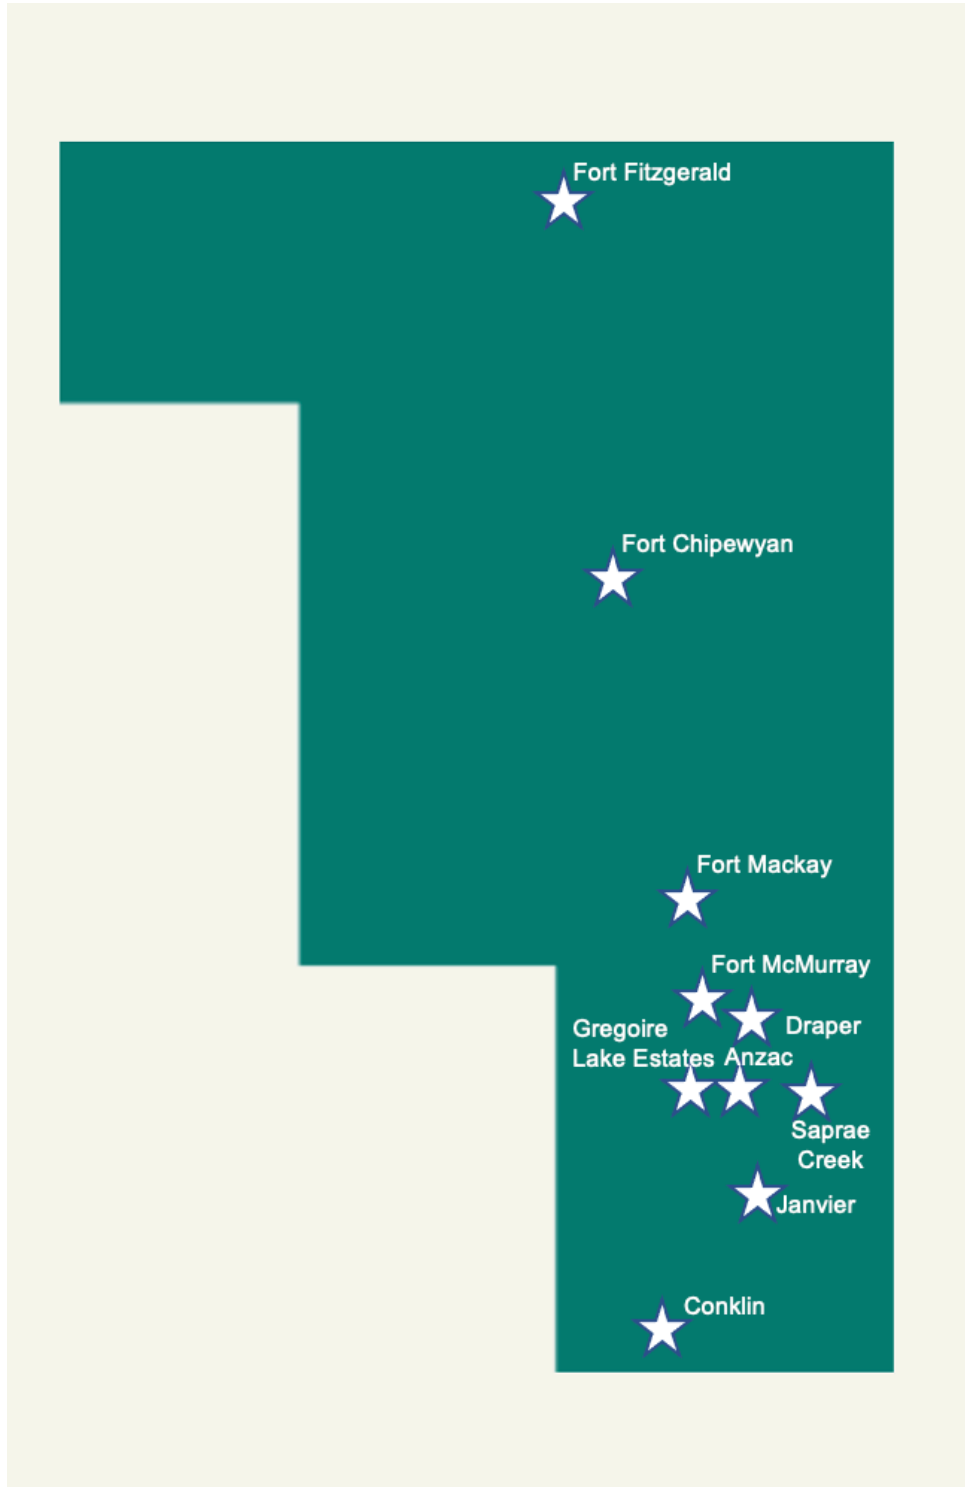 Fort Fitzgerald
Fort Chipewyan
Fort Mackay
Fort McMurray
Draper
Gregoire
Lake Estates
Anzac
Saprae
Creek
Janvier
Conklin